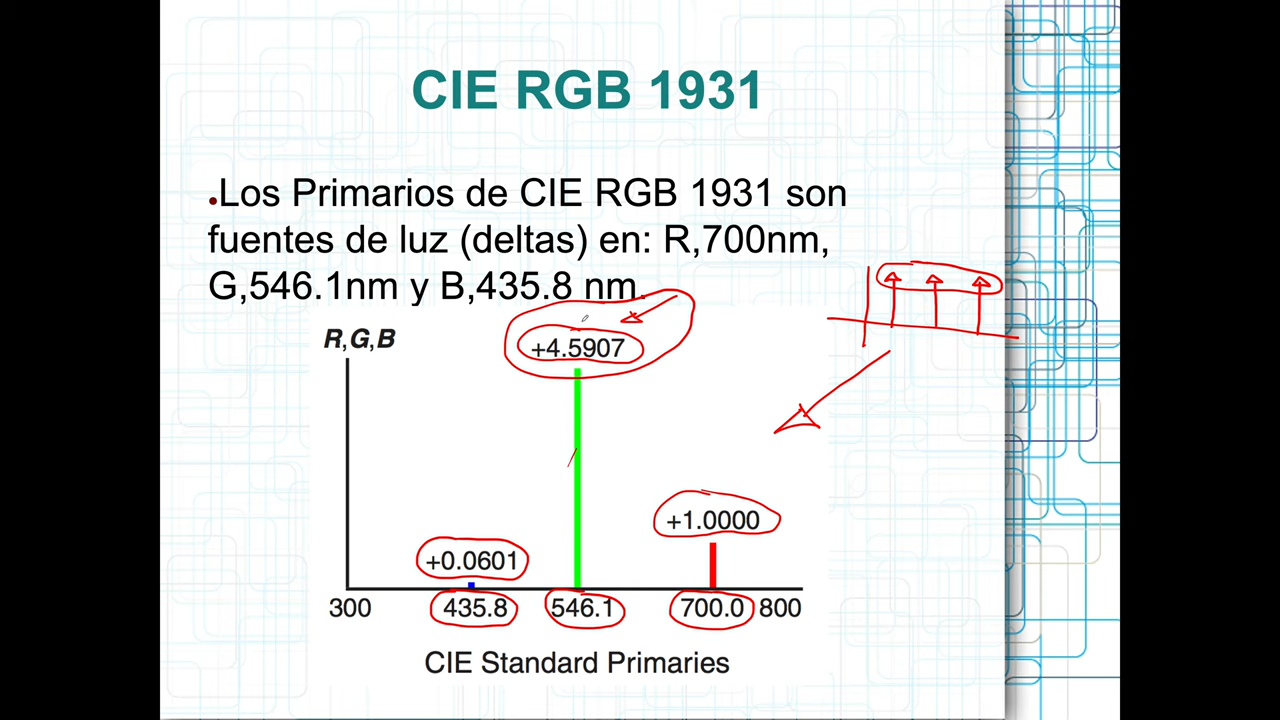 CIE RGB 1931
•Los Primarios de CIE RGB 1931 son
fuentes de luz (deltas) en: R,700nm,
G,546.1nm y B,435.8 nm.
R,G,B
+4.5907
+1.0000
+0.0601
300 435.8 546.1 700.0 800
CIE Standard Primaries